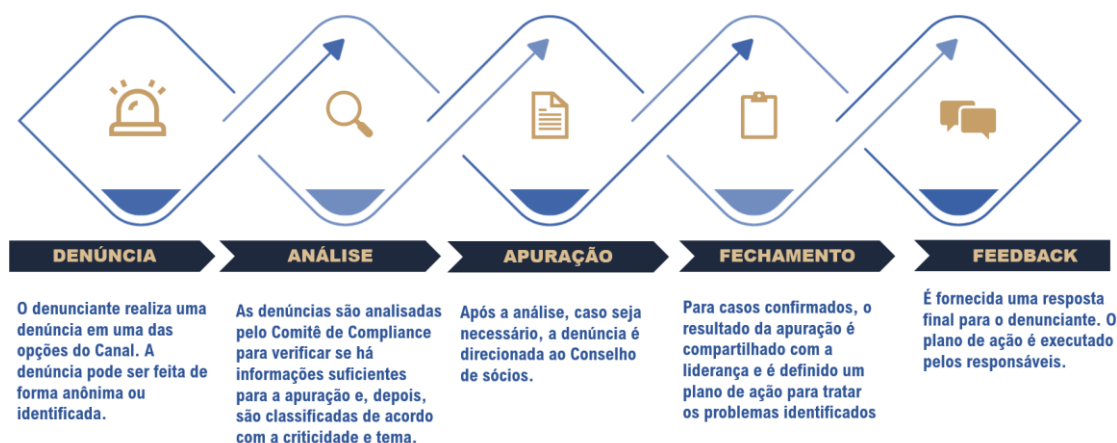 DENÚNCIA
ANÁLISE
APURAÇÃO
FECHAMENTO
FEEDBACK
O denunciante realiza uma
denúncia em uma das
opções do Canal. A
denúncia pode ser feita de
forma anônima ou
identificada.
As denúncias são analisadas
pelo Comitê de Compliance
para verificar se há
informações suficientes
para a apuração e, depois,
são classificadas de acordo
com a criticidade e tema.
Após a análise, caso seja
necessário, a denúncia é
direcionada ao Conselho
de sócios.
Para casos confirmados, o
resultado da apuração é
compartilhado com a
liderança e é definido um
plano de ação para tratar
os problemas identificados
É fornecida uma resposta
final para o denunciante. O
plano de ação é executado
pelos responsáveis.